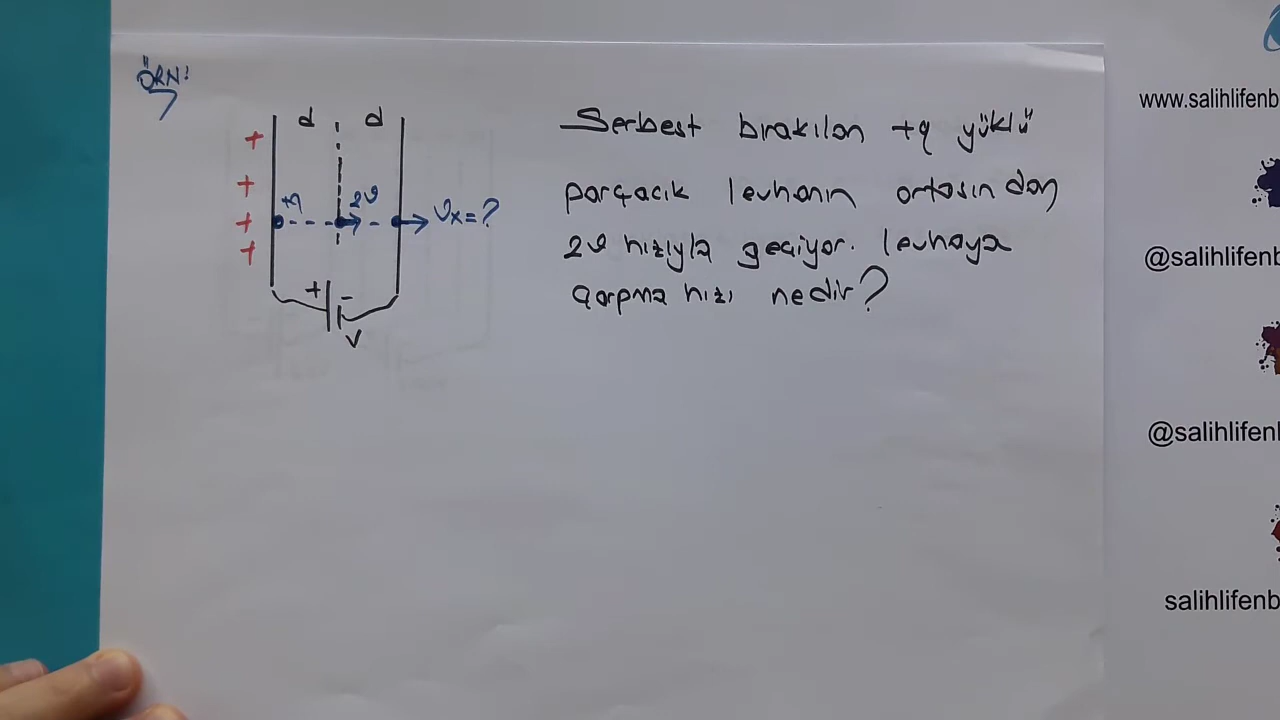 ÖRN:
d d
+
+
+
+
+q 2ϑ ϑx=?
+ -
V
Serbest bırakılan +q yüklü
parçacık levhanın ortasından
2ϑ hızıyla geçiyor. levhaya
çarpma hızı nedir?
www.salihlifenb
@salihlifenb
@salihlifenl
salihlifenb